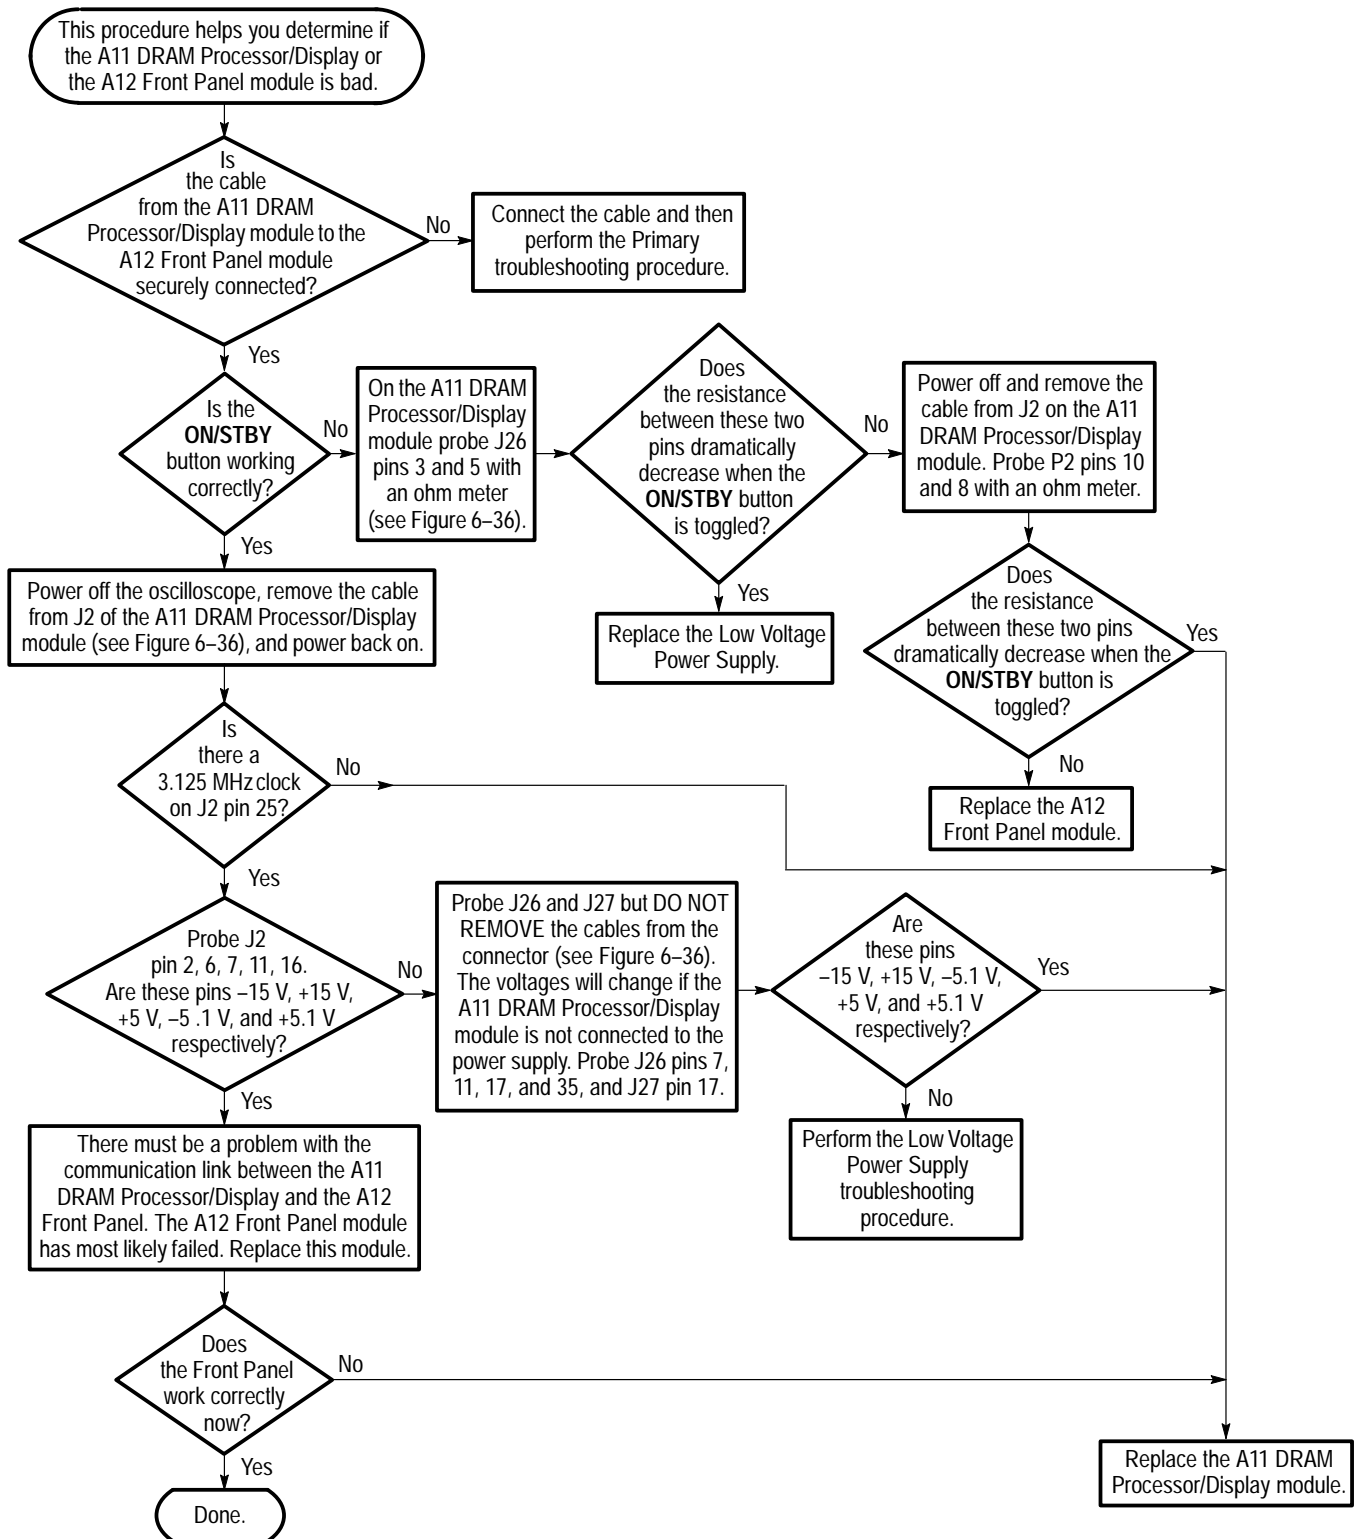 This procedure helps you determine if
the A11 DRAM Processor/Display or
the A12 Front Panel module is bad.
Is
the cable
from the A11 DRAM
Processor/Display module to the
A12 Front Panel module
securely connected?
No
Connect the cable and then
perform the Primary
troubleshooting procedure.
Yes
Is the
ON/STBY
button working
correctly?
No
On the A11 DRAM
Processor/Display
module probe J26
pins 3 and 5 with
an ohm meter
(see Figure 6–36).
Does
the resistance
between these two
pins dramatically
decrease when the
ON/STBY button
is toggled?
No
Power off and remove the
cable from J2 on the A11
DRAM Processor/Display
module. Probe P2 pins 10
and 8 with an ohm meter.
Yes
Replace the Low Voltage
Power Supply.
Does
the resistance
between these two pins
dramatically decrease when the
ON/STBY button is
toggled?
Yes
No
Replace the A12
Front Panel module.
Yes
Power off the oscilloscope, remove the cable
from J2 of the A11 DRAM Processor/Display
module (see Figure 6–36), and power back on.
Is
there a
3.125 MHz clock
on J2 pin 25?
No
Yes
Probe J2
pin 2, 6, 7, 11, 16.
Are these pins –15 V, +15 V,
+5 V, –5 .1 V, and +5.1 V
respectively?
No
Probe J26 and J27 but DO NOT
REMOVE the cables from the
connector (see Figure 6–36).
The voltages will change if the
A11 DRAM Processor/Display
module is not connected to the
power supply. Probe J26 pins 7,
11, 17, and 35, and J27 pin 17.
Are
these pins
–15 V, +15 V, –5.1 V,
+5 V, and +5.1 V
respectively?
Yes
No
Perform the Low Voltage
Power Supply
troubleshooting
procedure.
Yes
There must be a problem with the
communication link between the A11
DRAM Processor/Display and the A12
Front Panel. The A12 Front Panel module
has most likely failed. Replace this module.
Does
the Front Panel
work correctly
now?
No
Yes
Done.
Replace the A11 DRAM
Processor/Display module.